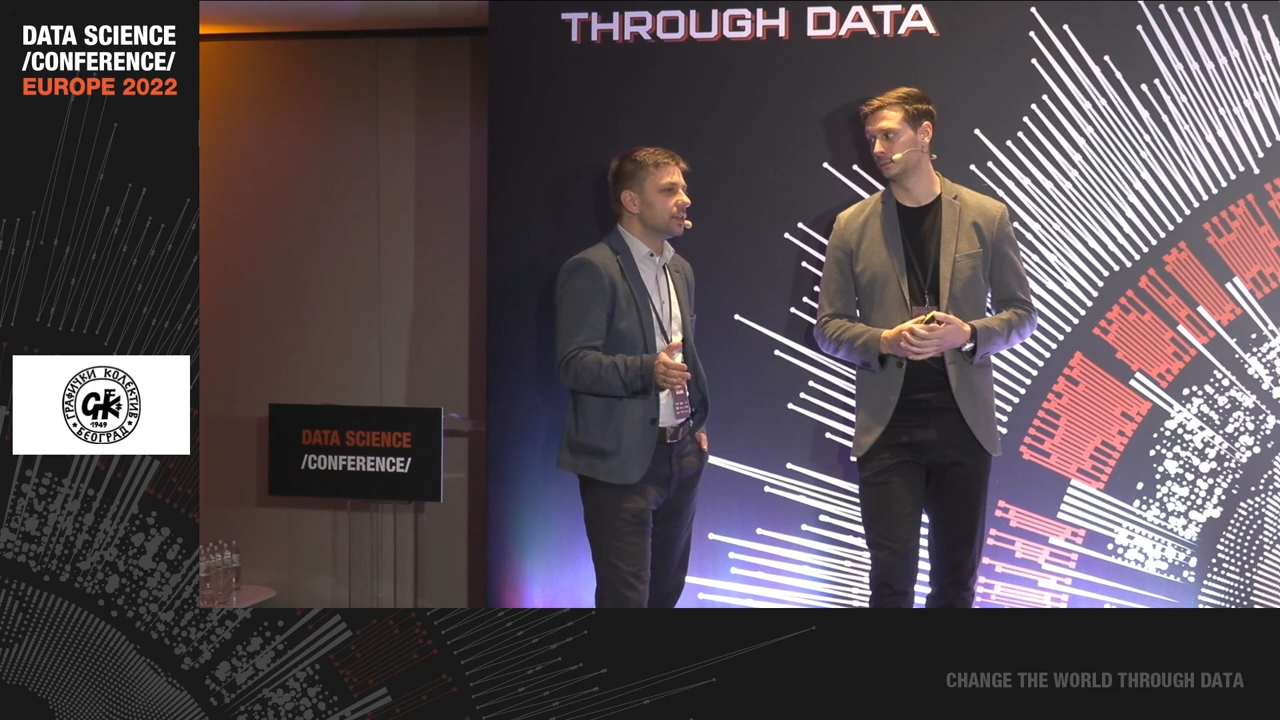 DATA SCIENCE
/CONFERENCE/
EUROPE 2022
THROUGH DATA
ГРАФИЧКИ КОЛЕКТИВ
ГК
1949
БЕОГРАД
DATA SCIENCE
/CONFERENCE/
CHANGE THE WORLD THROUGH DATA